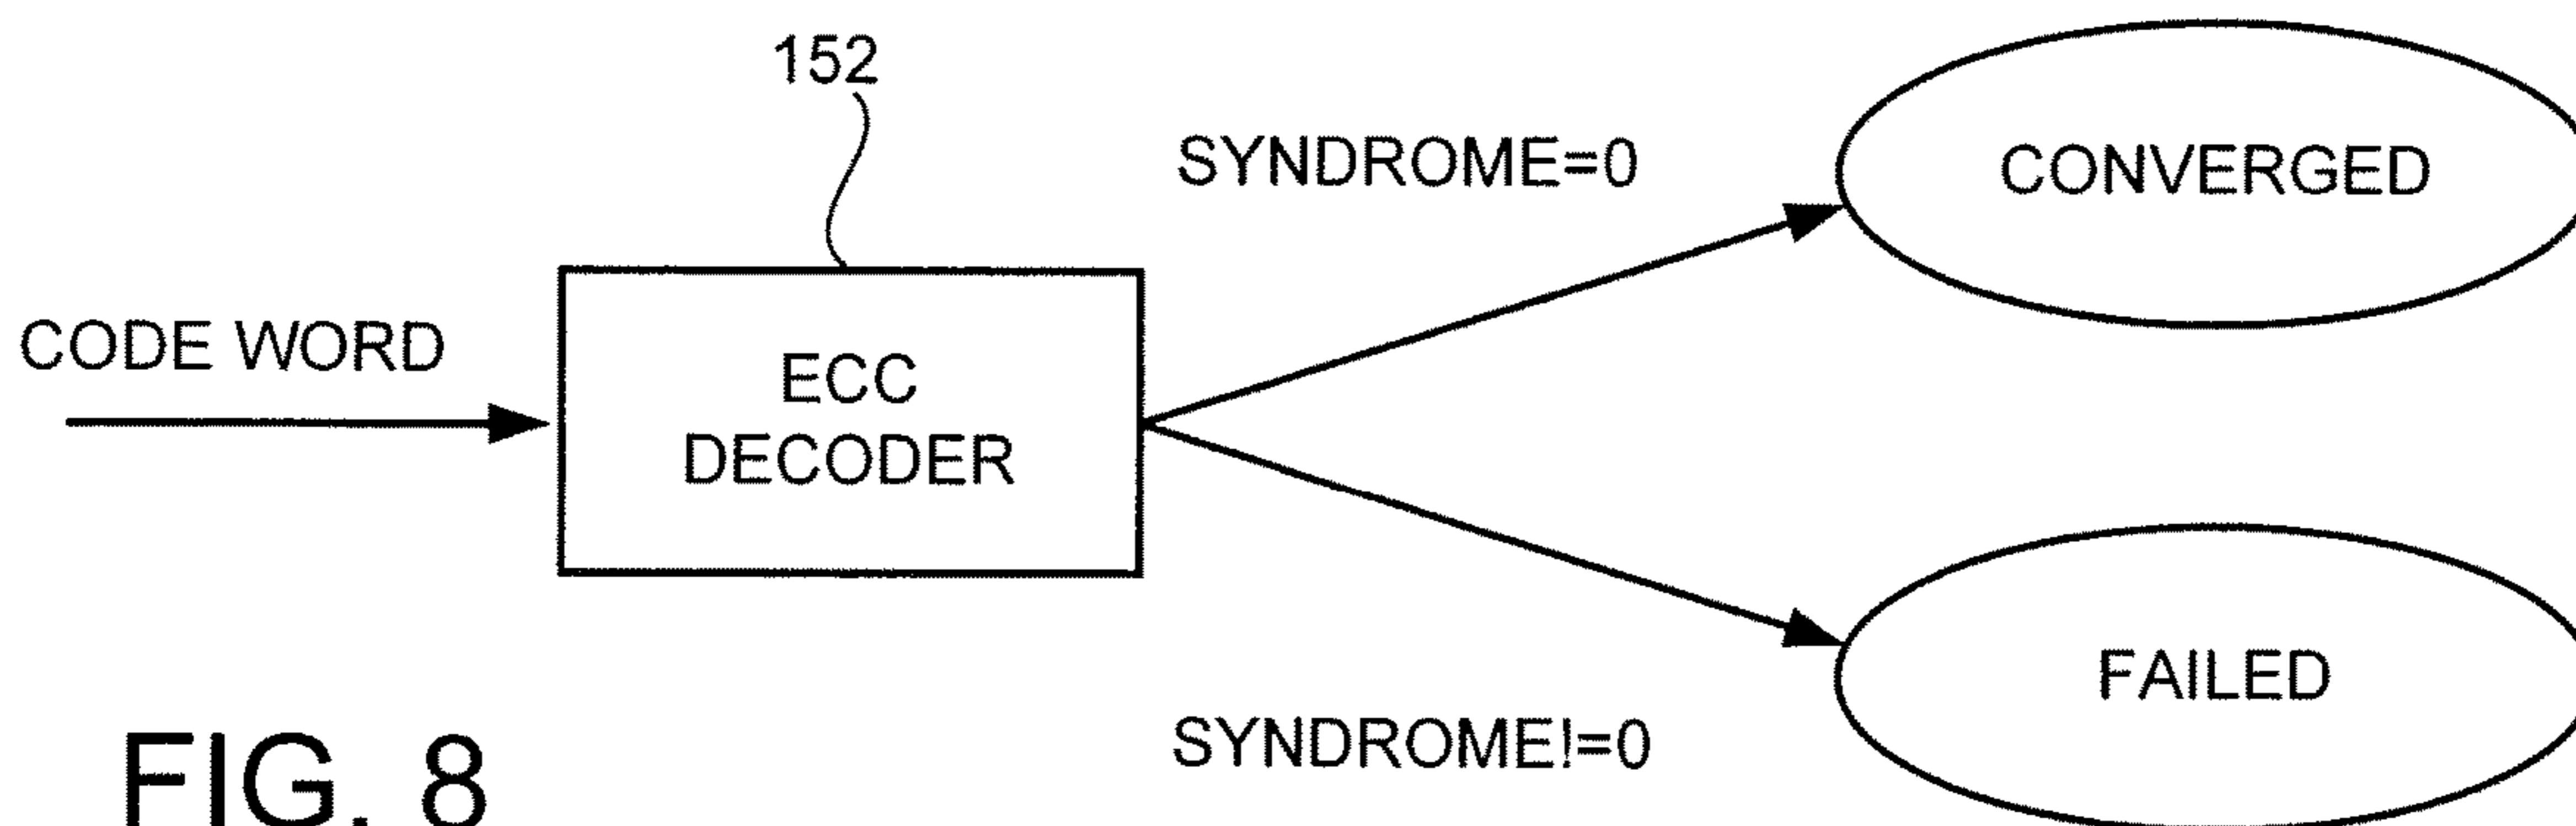 152
SYNDROME=0
CONVERGED
CODE WORD
ECC
DECODER
FAILED
SYNDROME!=0
FIG. 8